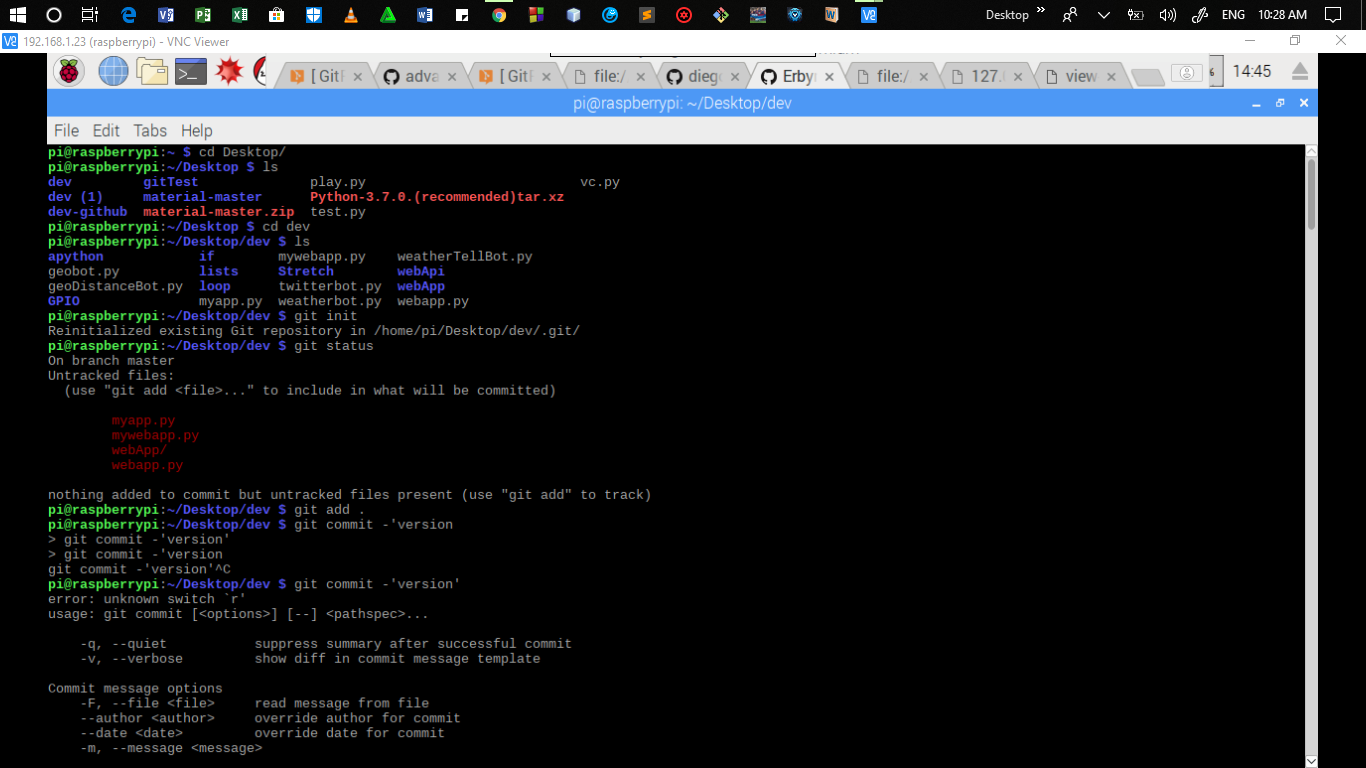 Desktop » ENG 10:28 AM
192.168.1.23 (raspberrypi) - VNC Viewer
[ Git adva [ Git file:/ dieg Erby file:/ 127. view 14:45
pi@raspberrypi: ~/Desktop/dev
File Edit Tabs Help
pi@raspberrypi:~ $ cd Desktop/
pi@raspberrypi:~/Desktop $ ls
dev gitTest play.py vc.py
dev (1) material-master Python-3.7.0.(recommended)tar.xz
dev-github material-master.zip test.py
pi@raspberrypi:~/Desktop $ cd dev
pi@raspberrypi:~/Desktop/dev $ ls
apython if mywebapp.py weatherTellBot.py
geobot.py lists Stretch webApi
geoDistanceBot.py loop twitterbot.py webApp
GPIO myapp.py weatherbot.py webapp.py
pi@raspberrypi:~/Desktop/dev $ git init
Reinitialized existing Git repository in /home/pi/Desktop/dev/.git/
pi@raspberrypi:~/Desktop/dev $ git status
On branch master
Untracked files:
(use "git add <file>..." to include in what will be committed)
myapp.py
mywebapp.py
webApp/
webapp.py
nothing added to commit but untracked files present (use "git add" to track)
pi@raspberrypi:~/Desktop/dev $ git add .
pi@raspberrypi:~/Desktop/dev $ git commit -'version
> git commit -'version'
> git commit -'version
git commit -'version'^C
pi@raspberrypi:~/Desktop/dev $ git commit -'version'
error: unknown switch `r'
usage: git commit [<options>] [--] <pathspec>...
-q, --quiet suppress summary after successful commit
-v, --verbose show diff in commit message template
Commit message options
-F, --file <file> read message from file
--author <author> override author for commit
--date <date> override date for commit
-m, --message <message>